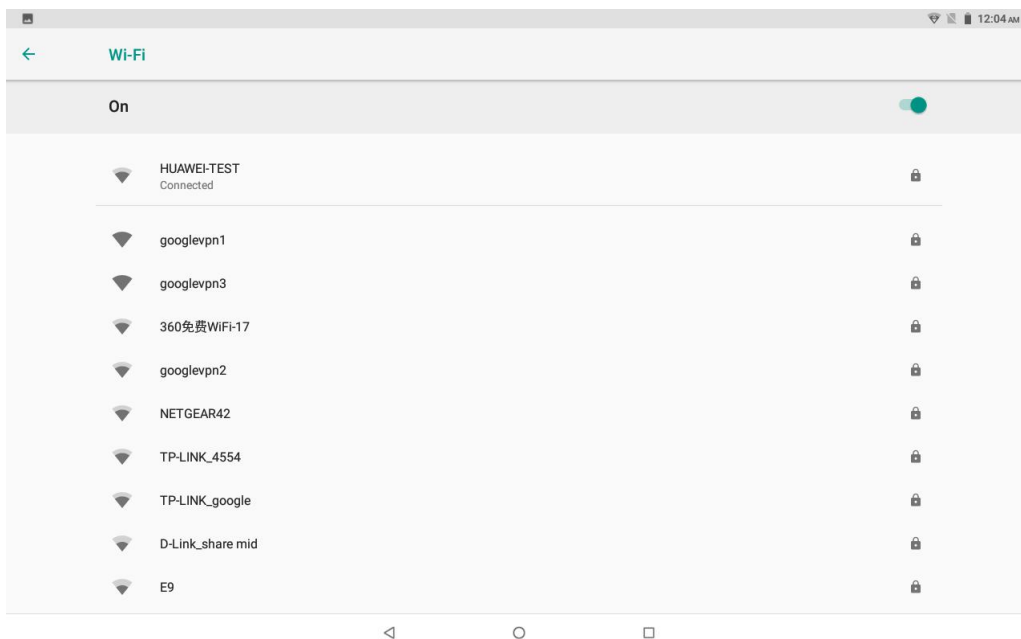 12:04 AM
Wi-Fi
On
HUAWEI-TEST
Connected
googlevpn1
googlevpn3
360免费WiFi-17
googlevpn2
NETGEAR42
TP-LINK_4554
TP-LINK_google
D-Link_share mid
E9